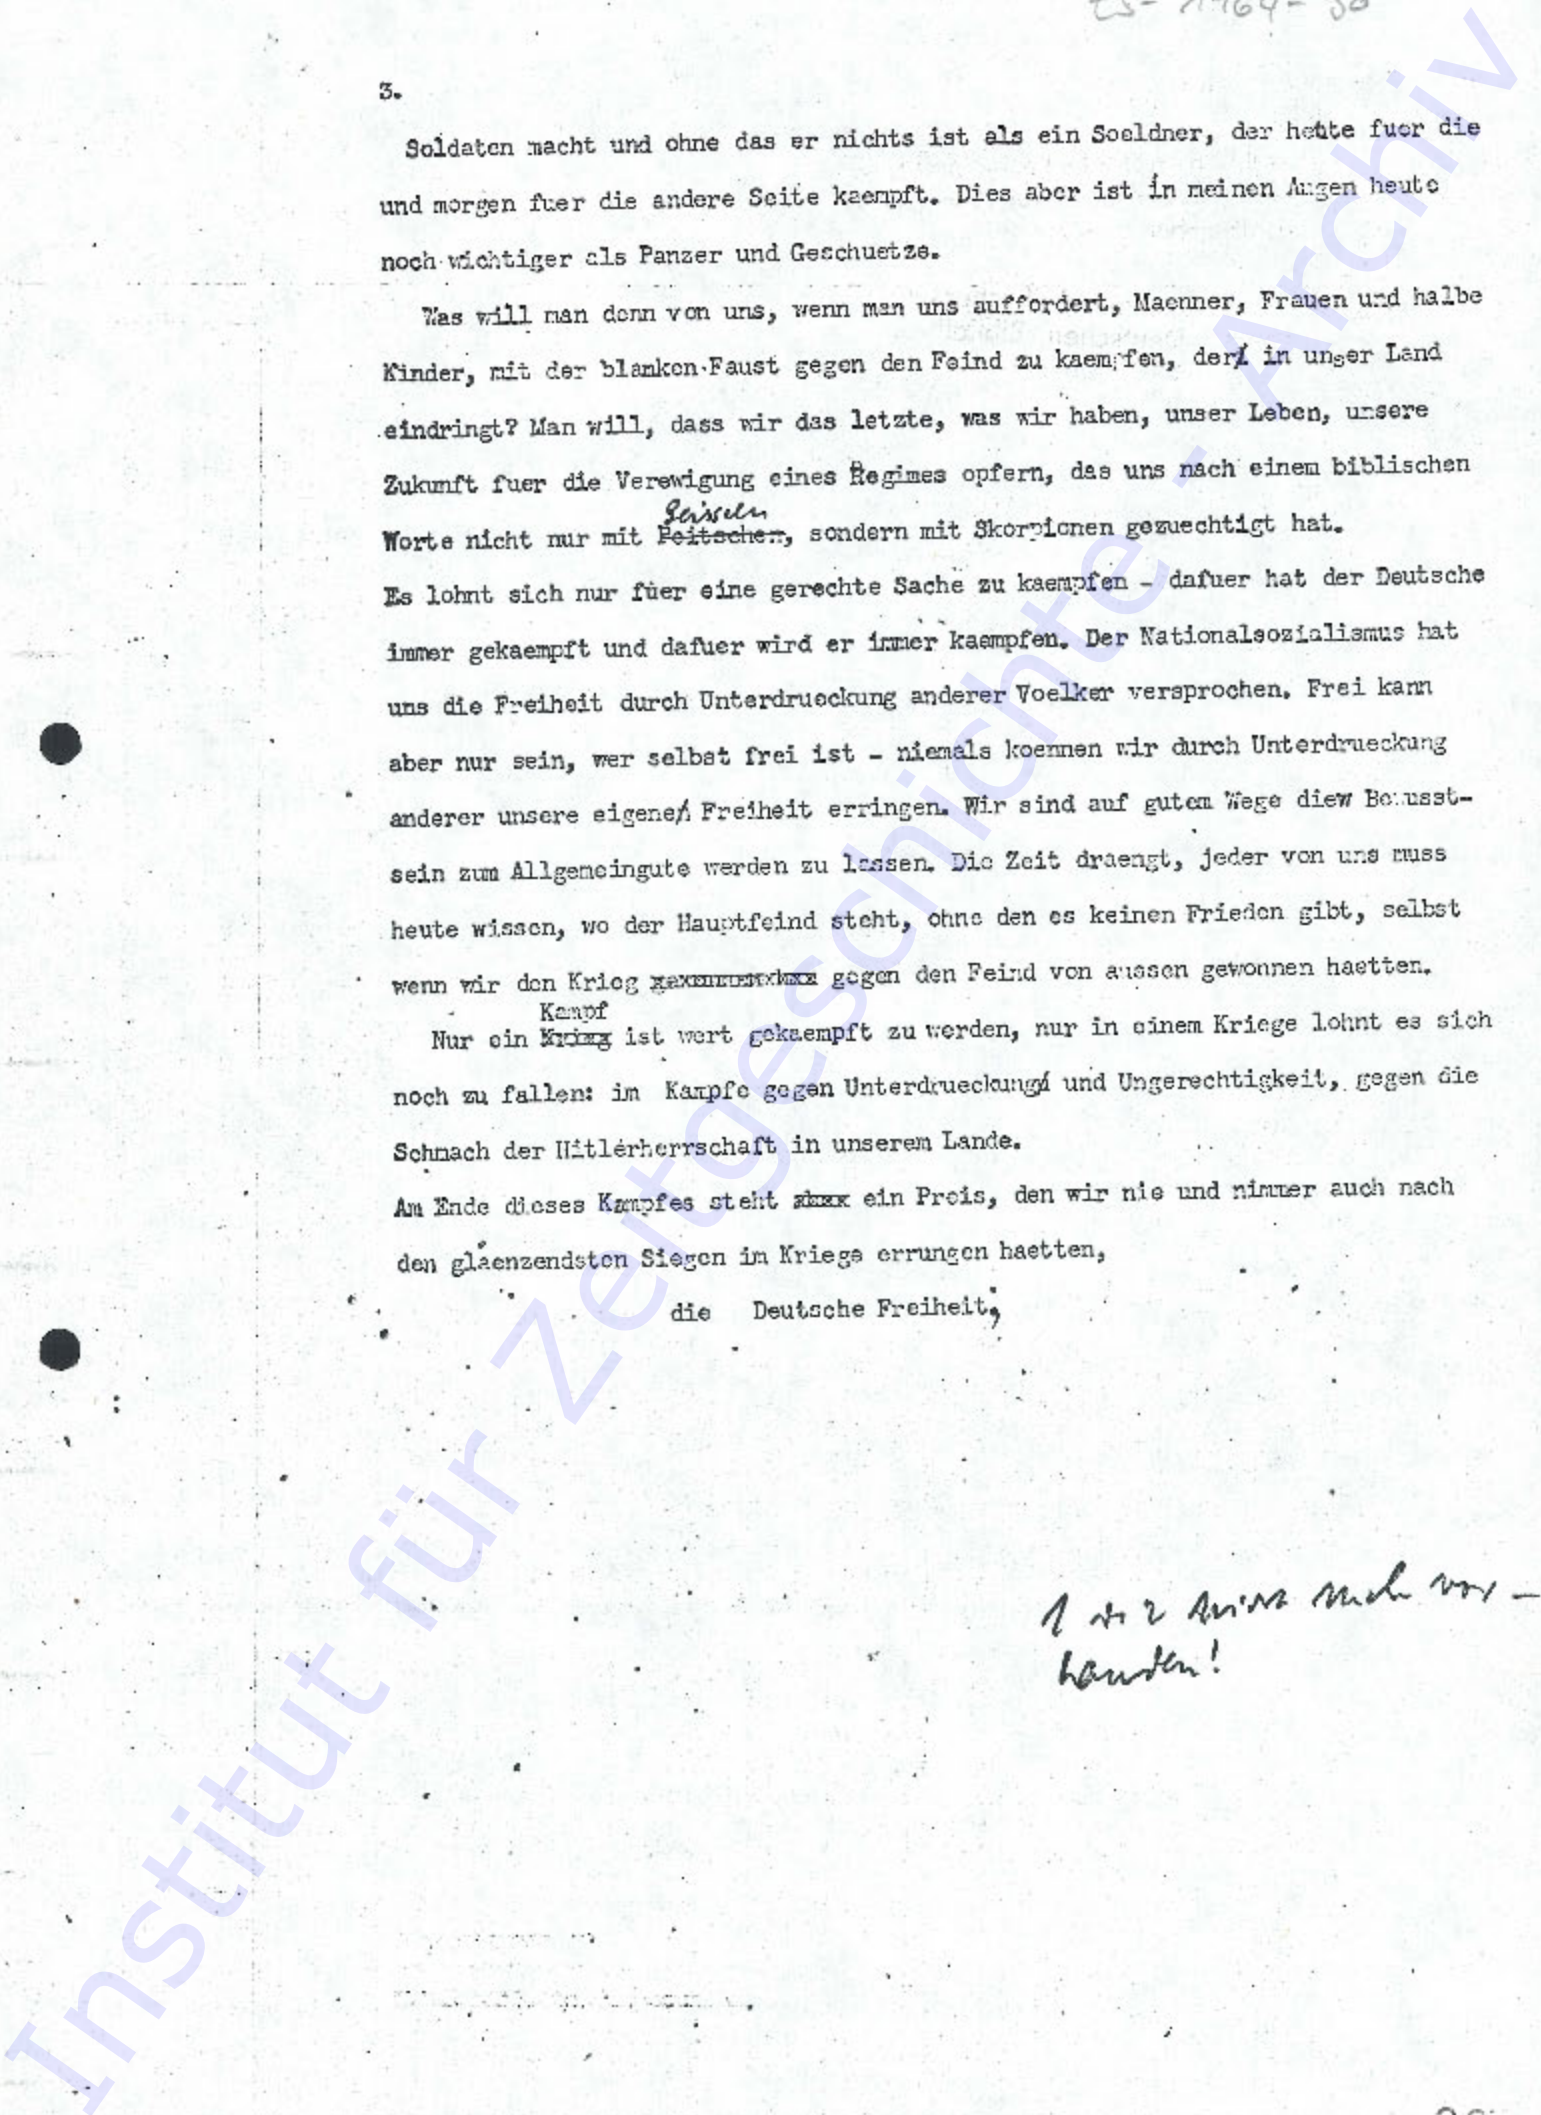 3.
Soldaten macht und ohne das er nichts ist als ein Soeldner, der heute fuer die
und morgen fuer die andere Seite kaempft. Dies aber ist in meinen Augen heute
noch wichtiger als Panzer und Geschuetze.
Was will man denn von uns, wenn man uns auffordert, Maenner, Frauen und halbe
Kinder, mit der blanken Faust gegen den Feind zu kaempfen, der in unser Land
eindringt? Man will, dass wir das letzte, was wir haben, unser Leben, unsere
Zukunft fuer die Verewigung eines Regimes opfern, das uns nach einem biblischen
Geisseln
Worte nicht nur mit Peitschen, sondern mit Skorpionen gezuechtigt hat.
Es lohnt sich nur fuer eine gerechte Sache zu kaempfen - dafuer hat der Deutsche
immer gekaempft und dafuer wird er immer kaempfen. Der Nationalsozialismus hat
uns die Freiheit durch Unterdrueckung anderer Voelker versprochen. Frei kann
aber nur sein, wer selbst frei ist - niemals koennen wir durch Unterdrueckung
anderer unsere eigene Freiheit erringen. Wir sind auf gutem Wege diew Bewusst-
sein zum Allgemeingute werden zu lassen. Die Zeit draengt, jeder von uns muss
heute wissen, wo der Hauptfeind steht, ohne den es keinen Frieden gibt, selbst
wenn wir den Krieg gegen den Feind von aussen gewonnen haetten.
Kampf
Nur ein Krieg ist wert gekaempft zu werden, nur in einem Kriege lohnt es sich
noch zu fallen: im Kampfe gegen Unterdrueckung und Ungerechtigkeit, gegen die
Schmach der Hitlerherrschaft in unserem Lande.
Am Ende dieses Kampfes steht ein Preis, den wir nie und nimmer auch nach
den glaenzendsten Siegen im Kriege errungen haetten,
die Deutsche Freiheit;
1 u. 2 nicht mehr vor-
handen!
Institut für Zeitgeschichte - Archiv